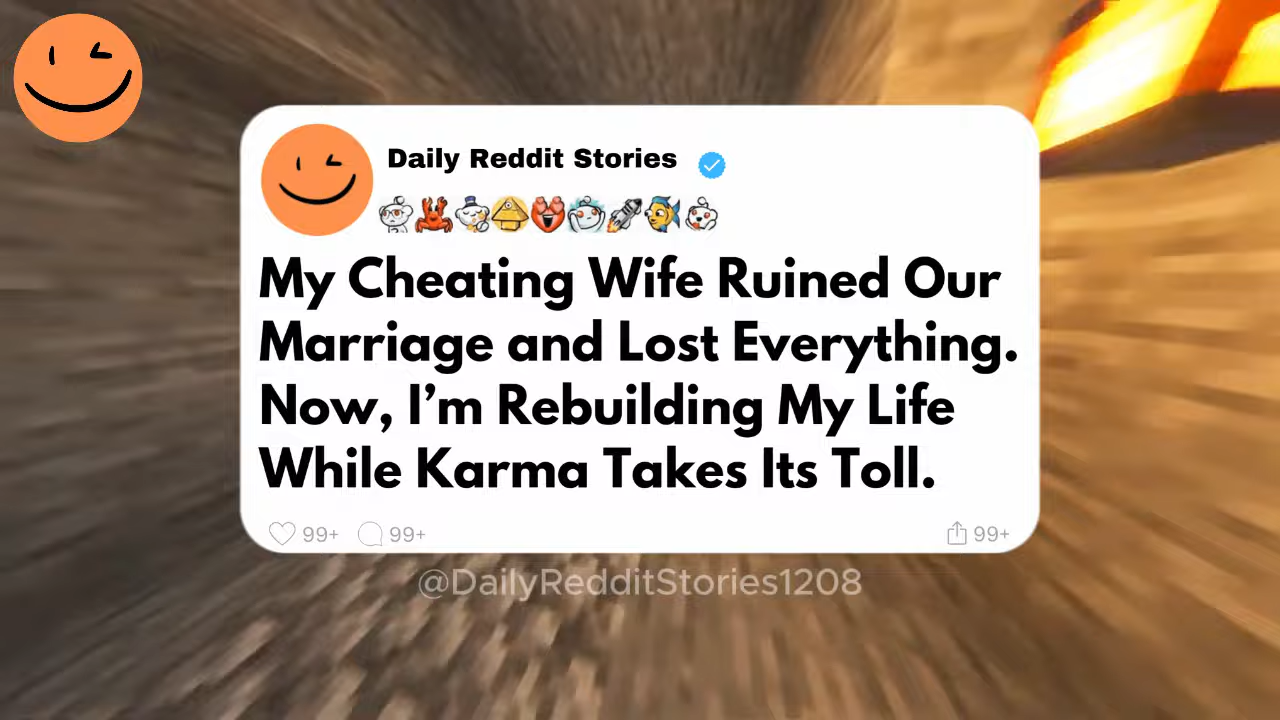 Daily Reddit Stories
My Cheating Wife Ruined Our
Marriage and Lost Everything.
Now, I’m Rebuilding My Life
While Karma Takes Its Toll.
99+ 99+ 99+
@DailyRedditStories1208